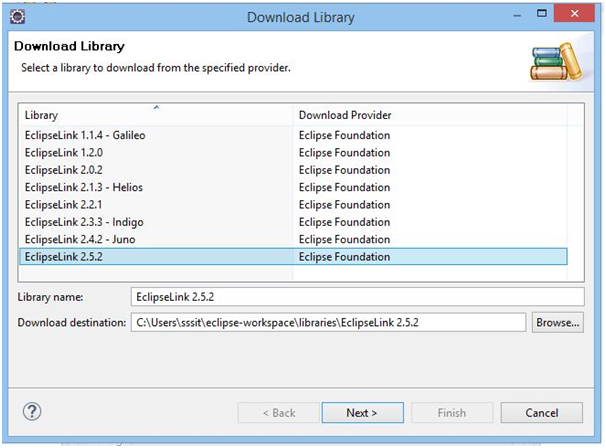 Download Library
Download Library
Select a library to download from the specified provider.
Library Download Provider
EclipseLink 1.1.4 - Galileo Eclipse Foundation
EclipseLink 1.2.0 Eclipse Foundation
EclipseLink 2.0.2 Eclipse Foundation
EclipseLink 2.1.3 - Helios Eclipse Foundation
EclipseLink 2.2.1 Eclipse Foundation
EclipseLink 2.3.3 - Indigo Eclipse Foundation
EclipseLink 2.4.2 - Juno Eclipse Foundation
EclipseLink 2.5.2 Eclipse Foundation
Library name: EclipseLink 2.5.2
Download destination: C:\Users\sssit\eclipse-workspace\libraries\EclipseLink 2.5.2 Browse...
? < Back Next > Finish Cancel